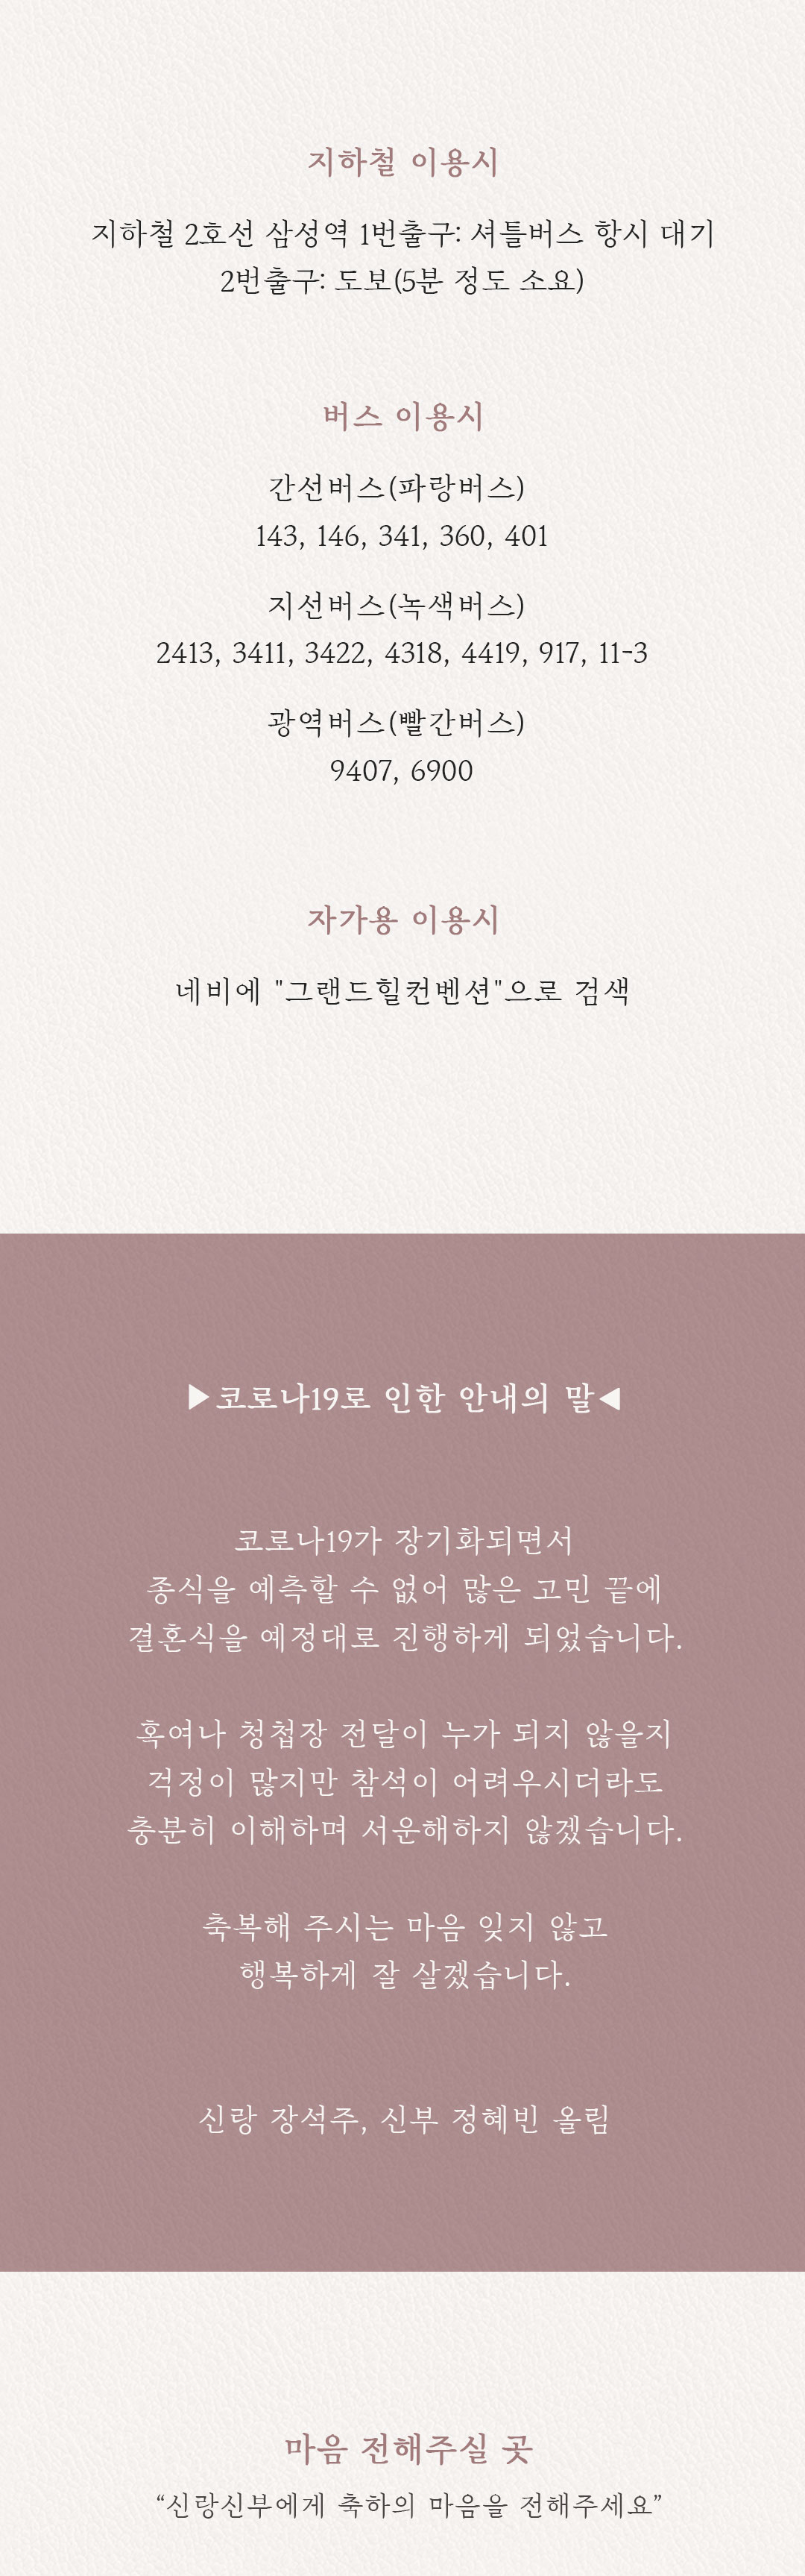 지하철 이용시
지하철 2호선 삼성역 1번출구: 셔틀버스 항시 대기
2번출구: 도보(5분 정도 소요)
버스 이용시
간선버스(파랑버스)
143, 146, 341, 360, 401
지선버스(녹색버스)
2413, 3411, 3422, 4318, 4419, 917, 11-3
광역버스(빨간버스)
9407, 6900
자가용 이용시
네비에 "그랜드힐컨벤션"으로 검색
▶코로나19로 인한 안내의 말◀
코로나19가 장기화되면서
종식을 예측할 수 없어 많은 고민 끝에
결혼식을 예정대로 진행하게 되었습니다.
혹여나 청첩장 전달이 누가 되지 않을지
걱정이 많지만 참석이 어려우시더라도
충분히 이해하며 서운해하지 않겠습니다.
축복해 주시는 마음 잊지 않고
행복하게 잘 살겠습니다.
신랑 장석주, 신부 정혜빈 올림
마음 전해주실 곳
“신랑신부에게 축하의 마음을 전해주세요”